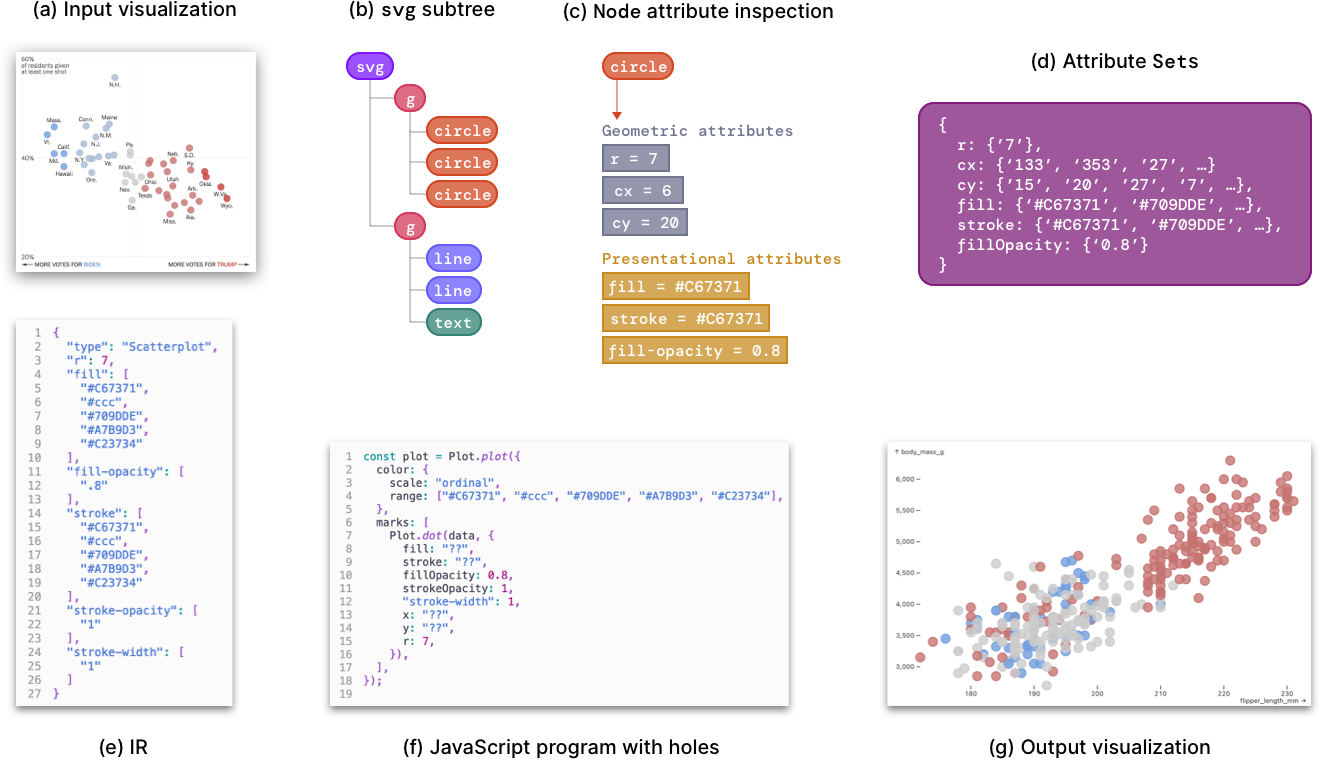 (a) Input visualization
(b) svg subtree
(c) Node attribute inspection
(d) Attribute Sets
60%
of residents given
at least one shot
N.H.
Mass.
Conn.
Maine
Vt.
N.M.
Calif.
N.J.
Pa.
Md.
N.Y.
Va.
Neb.
S.D.
Ky.
40%
Hawaii
Ore.
Mich.
Ohio
Utah
Okla.
Nev.
Texas
Ark.
W.Va.
Ga.
Wyo.
Miss.
Ala.
20%
MORE VOTES FOR BIDEN
MORE VOTES FOR TRUMP
svg
g
circle
circle
circle
g
line
line
text
circle
Geometric attributes
r = 7
cx = 6
cy = 20
Presentational attributes
fill = #C67371
stroke = #C67371
fill-opacity = 0.8
{
r: {’7’},
cx: {‘133’, ‘353’, ’27’, …}
cy: {’15’, ‘20’, ‘27’, ‘7’, …},
fill: {‘#C67371’, ‘#709DDE’, …},
stroke: {‘#C67371’, ‘#709DDE’, …},
fillOpacity: {‘0.8’}
}
1 {
2 "type": "Scatterplot",
3 "r": 7,
4 "fill": [
5 "#C67371",
6 "#ccc",
7 "#709DDE",
8 "#A7B9D3",
9 "#C23734"
10 ],
11 "fill-opacity": [
12 ".8"
13 ],
14 "stroke": [
15 "#C67371",
16 "#ccc",
17 "#709DDE",
18 "#A7B9D3",
19 "#C23734"
20 ],
21 "stroke-opacity": [
22 "1"
23 ],
24 "stroke-width": [
25 "1"
26 ]
27 }
(e) IR
1 const plot = Plot.plot({
2 color: {
3 scale: "ordinal",
4 range: ["#C67371", "#ccc", "#709DDE", "#A7B9D3", "#C23734"],
5 },
6 marks: [
7 Plot.dot(data, {
8 fill: "??",
9 stroke: "??",
10 fillOpacity: 0.8,
11 strokeOpacity: 1,
12 "stroke-width": 1,
13 x: "??",
14 y: "??",
15 r: 7,
16 }),
17 ],
18 });
19
(f) JavaScript program with holes
↑ body_mass_g
6,000
5,500
5,000
4,500
4,000
3,500
3,000
180
190
200
210
220
230
flipper_length_mm →
(g) Output visualization